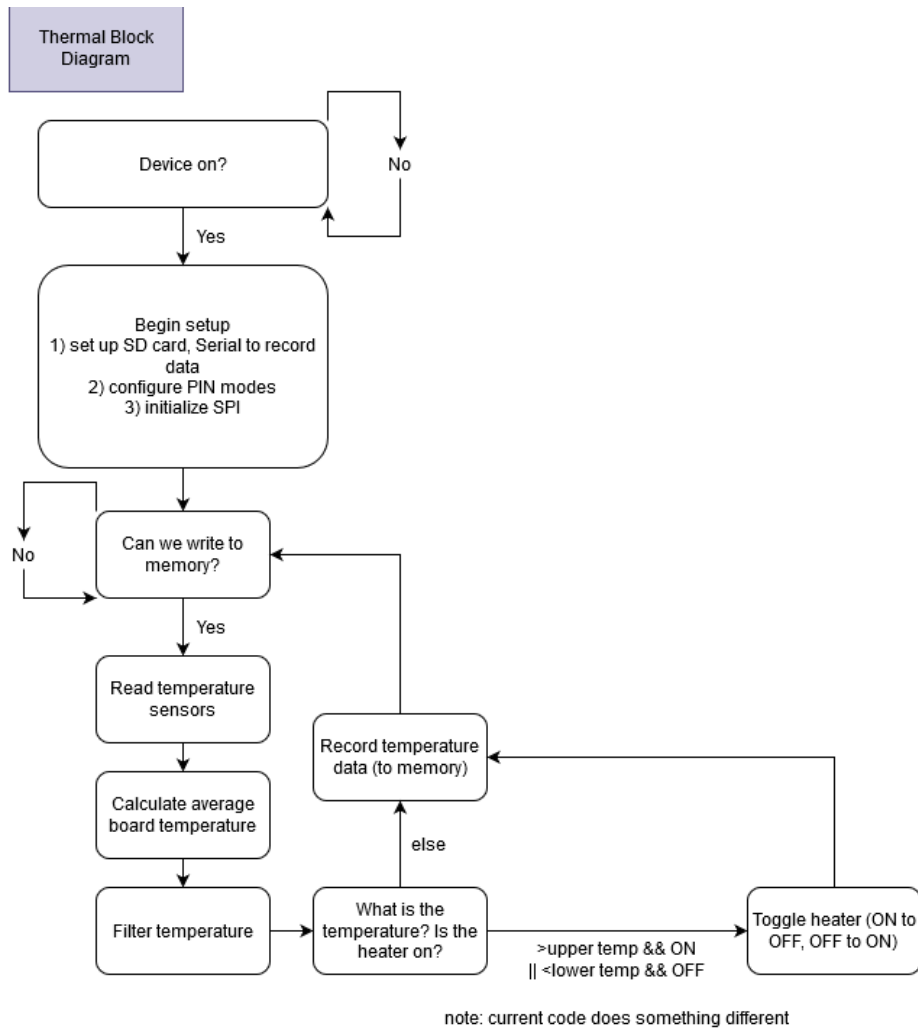 Thermal Block
Diagram
Device on?
No
Yes
Begin setup
1) set up SD card, Serial to record
data
2) configure PIN modes
3) initialize SPI
Can we write to
memory?
No
Yes
Read temperature
sensors
Record temperature
data (to memory)
Calculate average
board temperature
else
Filter temperature
What is the
temperature? Is the
heater on?
>upper temp && ON
|| <lower temp && OFF
Toggle heater (ON to
OFF, OFF to ON)
note: current code does something different